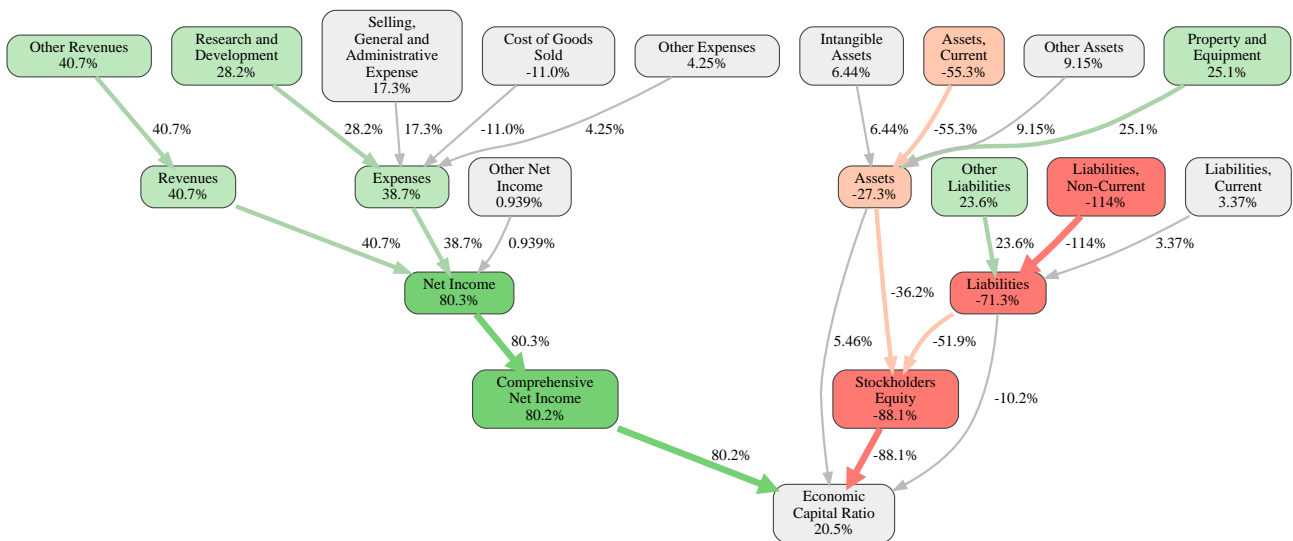 Other Revenues
40.7%
Research and
Development
28.2%
Selling,
General and
Administrative
Expense
17.3%
Cost of Goods
Sold
-11.0%
Other Expenses
4.25%
Intangible
Assets
6.44%
Assets,
Current
-55.3%
Other Assets
9.15%
Property and
Equipment
25.1%
40.7%
28.2%
17.3%
-11.0%
4.25%
6.44%
-55.3%
9.15%
25.1%
Revenues
40.7%
Expenses
38.7%
Other Net
Income
0.939%
Assets
-27.3%
Other
Liabilities
23.6%
Liabilities,
Non-Current
-114%
Liabilities,
Current
3.37%
40.7%
38.7%
0.939%
23.6%
-114%
3.37%
Net Income
80.3%
-36.2%
Liabilities
-71.3%
80.3%
5.46%
-51.9%
Comprehensive
Net Income
80.2%
Stockholders
Equity
-88.1%
-10.2%
80.2%
-88.1%
Economic
Capital Ratio
20.5%